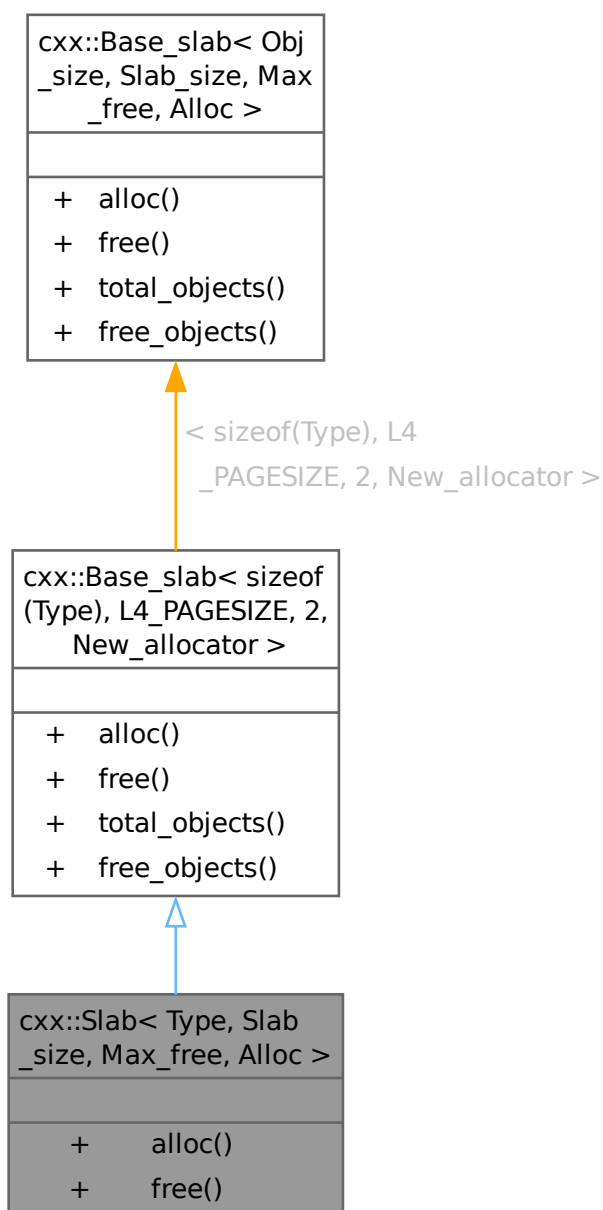 cxx::Base_slab< Obj
_size, Slab_size, Max
_free, Alloc >
+ alloc()
+ free()
+ total_objects()
+ free_objects()
< sizeof(Type), L4
_PAGESIZE, 2, New_allocator >
cxx::Base_slab< sizeof
(Type), L4_PAGESIZE, 2,
New_allocator >
+ alloc()
+ free()
+ total_objects()
+ free_objects()
cxx::Slab< Type, Slab
_size, Max_free, Alloc >
+ alloc()
+ free()